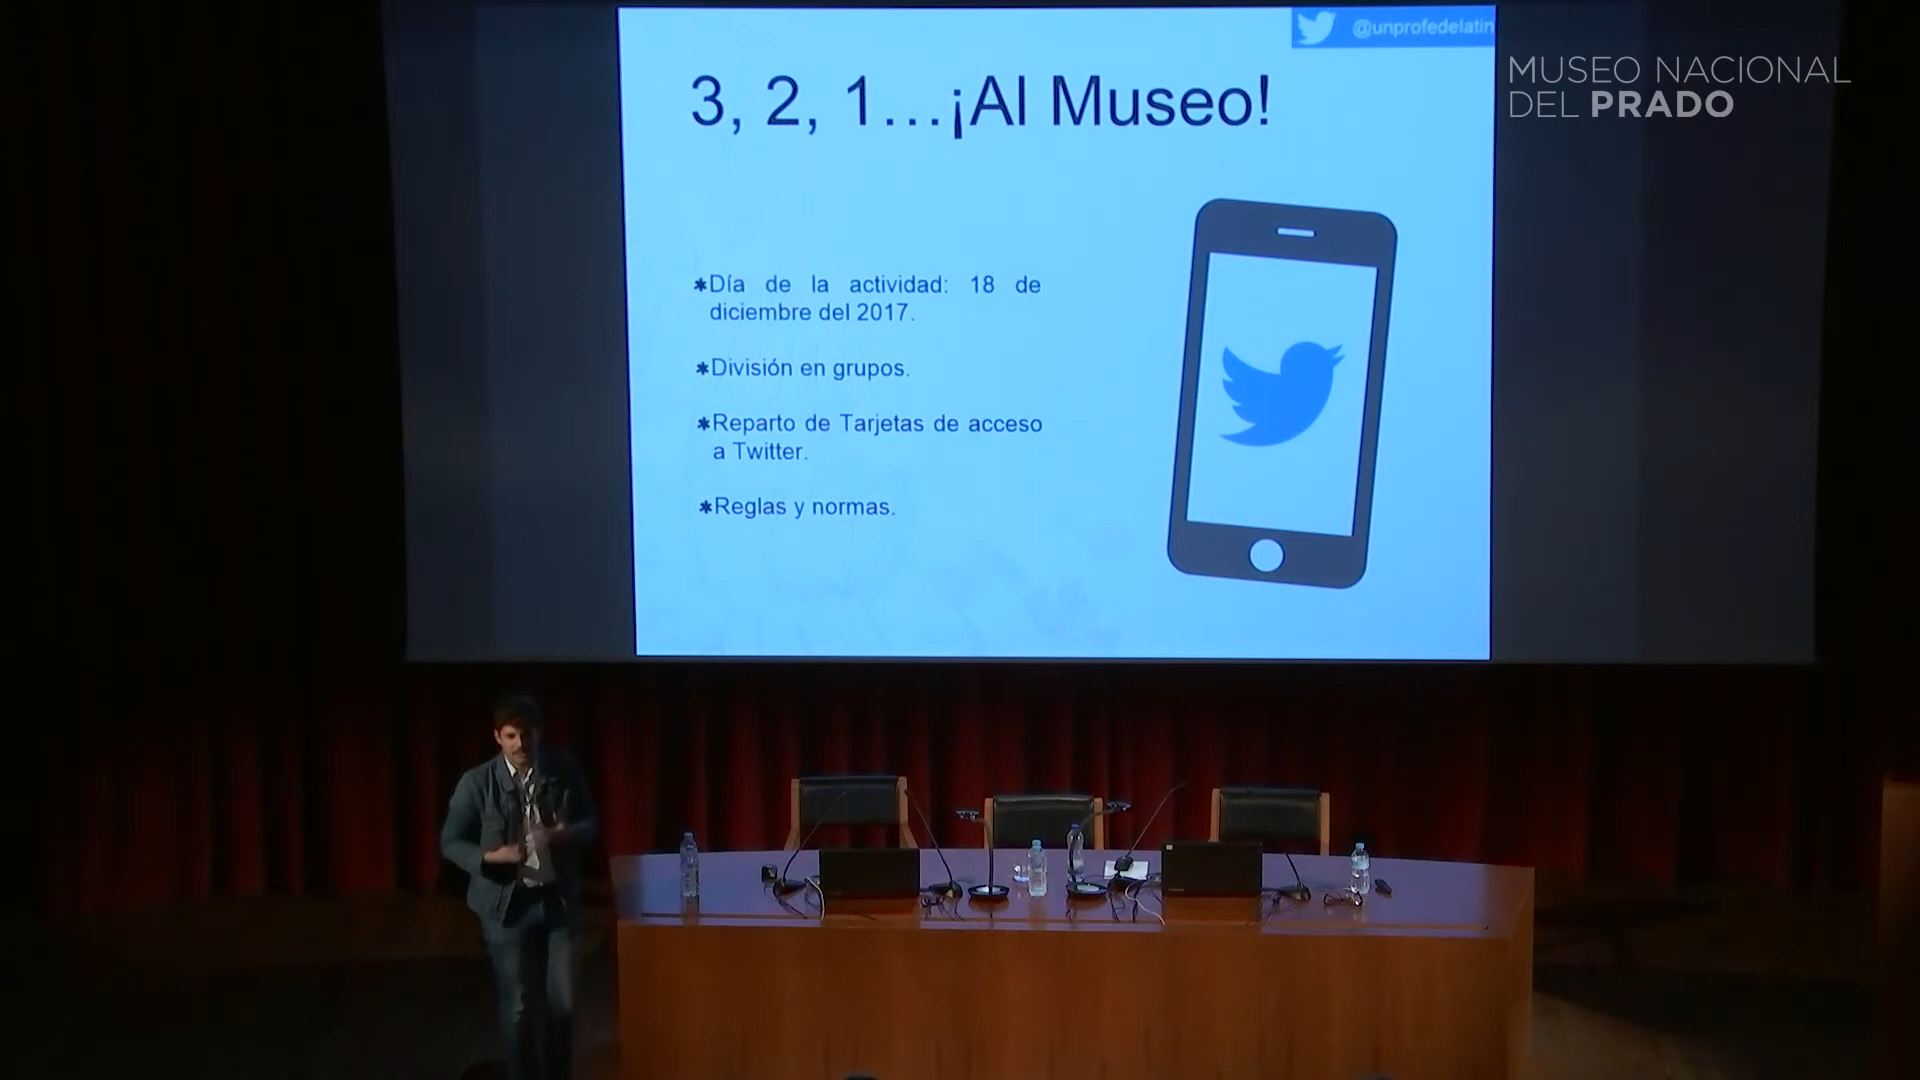 @unprofedelatin
MUSEO NACIONAL
DEL PRADO
3, 2, 1...¡Al Museo!
*Día de la actividad: 18 de
diciembre del 2017.
*División en grupos.
*Reparto de Tarjetas de acceso
a Twitter.
*Reglas y normas.